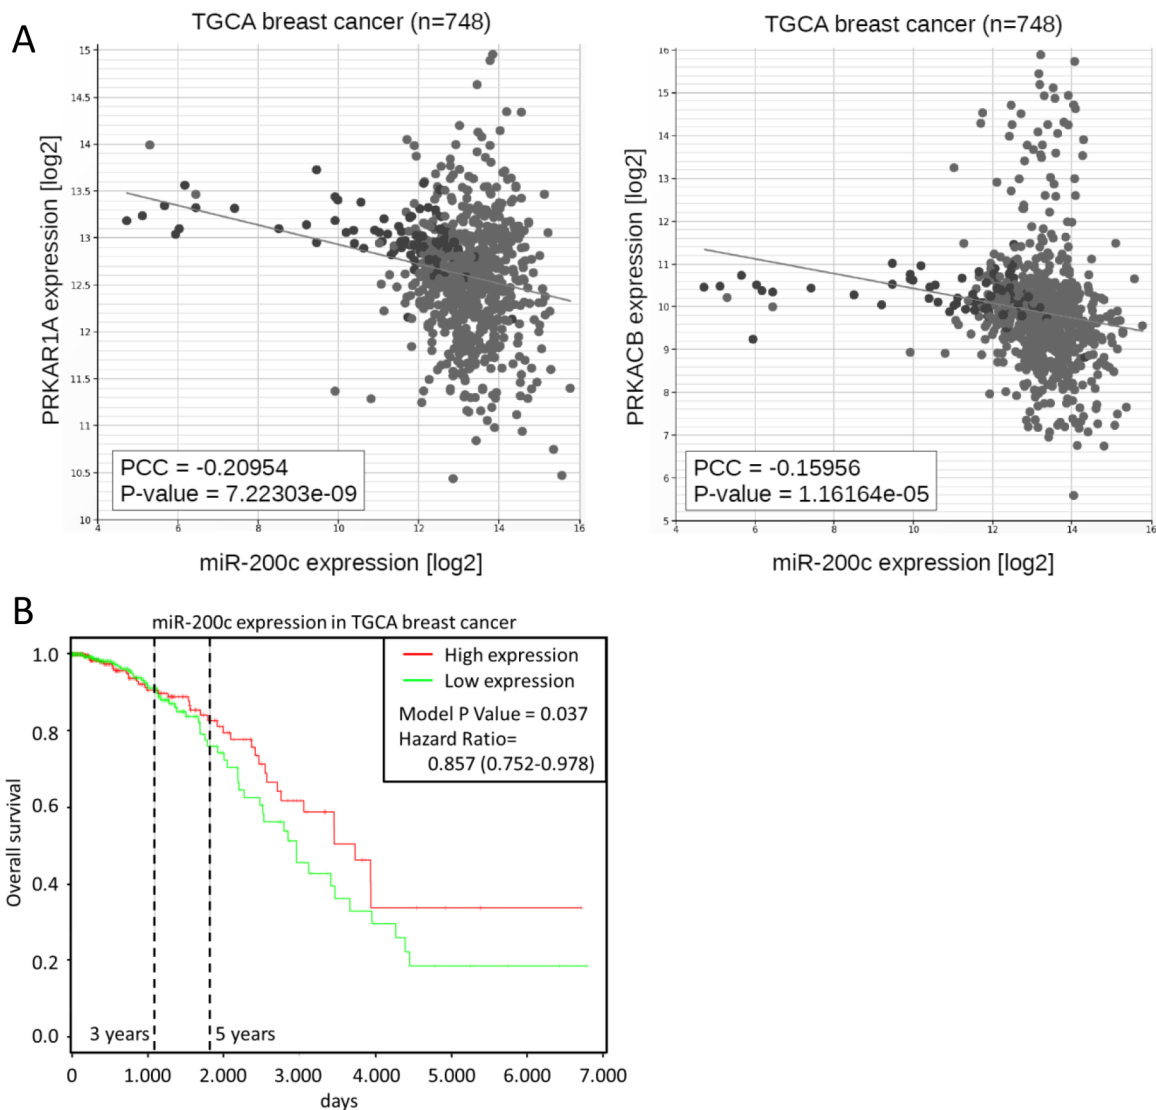 A
TGCA breast cancer (n=748)
PRKAR1A expression [log2]
15
14.5
14
13.5
13
12.5
12
11.5
11
10.5
10
4
6
8
10
12
14
16
PCC = -0.20954
P-value = 7.22303e-09
miR-200c expression [log2]
TGCA breast cancer (n=748)
PRKACB expression [log2]
16
15
14
13
12
11
10
9
8
7
6
5
4
6
8
10
12
14
16
PCC = -0.15956
P-value = 1.16164e-05
miR-200c expression [log2]
B
miR-200c expression in TGCA breast cancer
Overall survival
1.0
0.8
0.6
0.4
0.2
0.0
High expression
Low expression
Model P Value = 0.037
Hazard Ratio=
0.857 (0.752-0.978)
3 years
5 years
0
1.000
2.000
3.000
4.000
5.000
6.000
7.000
days